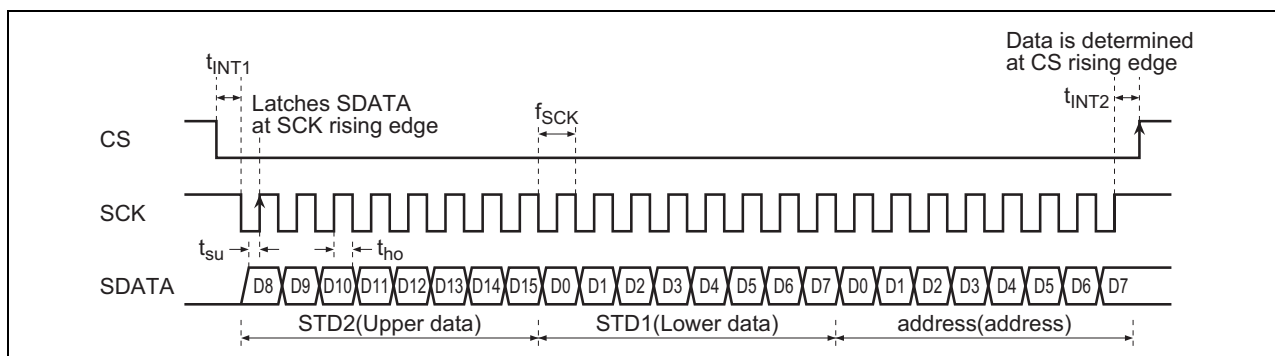 Data is determined
at CS rising edge
tINT1
Latches SDATA
at SCK rising edge
fSCK
tINT2
CS
SCK
tsu
tho
SDATA
D8 D9 D10 D11 D12 D13 D14 D15 D0 D1 D2 D3 D4 D5 D6 D7 D0 D1 D2 D3 D4 D5 D6 D7
STD2(Upper data) STD1(Lower data) address(address)